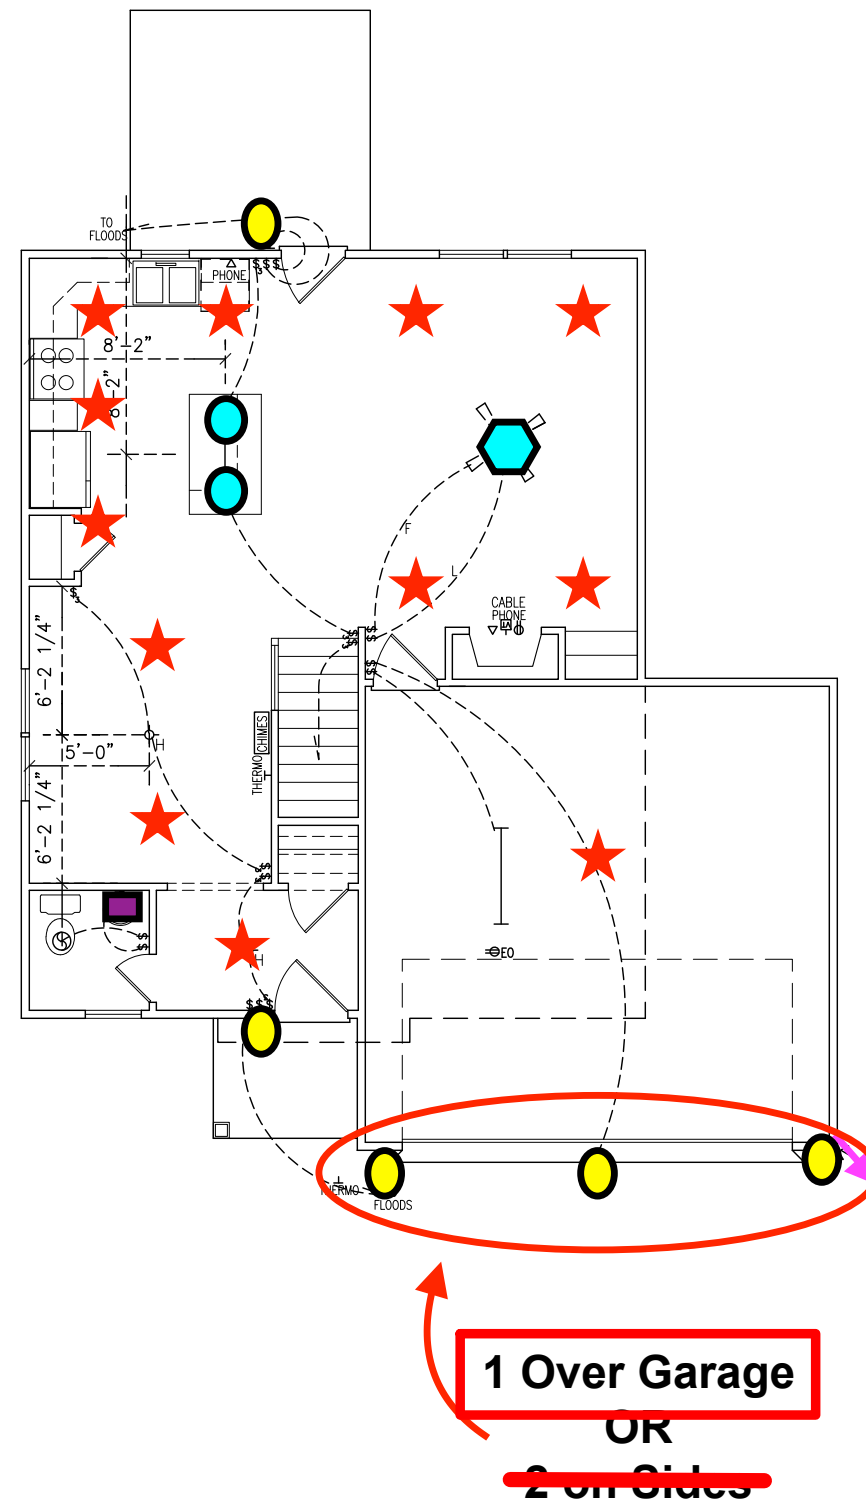 TO
FLOODS
PHONE
$$$
8'-2"
8'-2"
F
L
CABLE
PHONE
6'-2 1/4"
H
5'-0"
CHIMES
THERMO
6'-2 1/4"
EO
H
$$$
THERMO
FLOODS
1 Over Garage
OR
2 on Sides